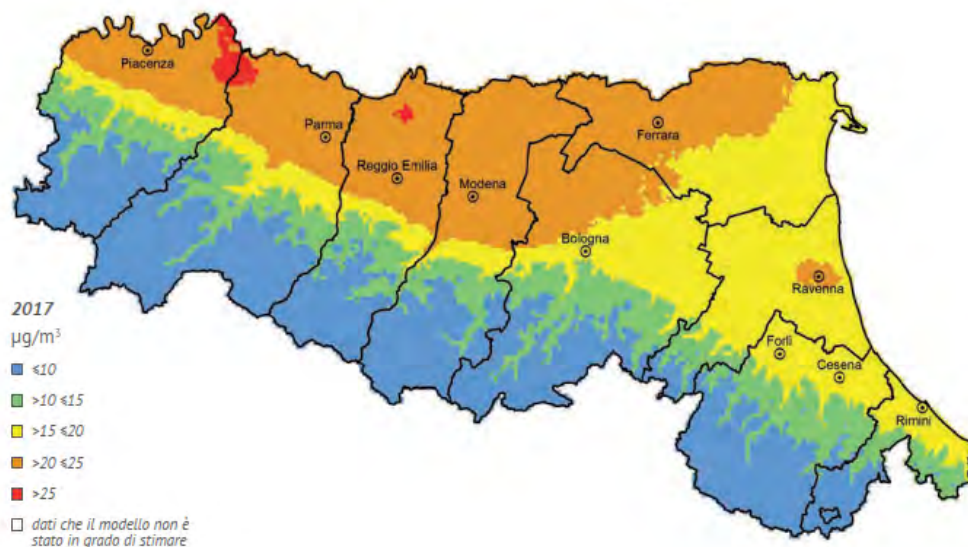 Piacenza
Parma
Reggio Emilia
Modena
Ferrara
Bologna
Ravenna
Forlì
Cesena
Rimini
2017
µg/m³
≤10
>10 ≤15
>15 ≤20
>20 ≤25
>25
dati che il modello non è
stato in grado di stimare